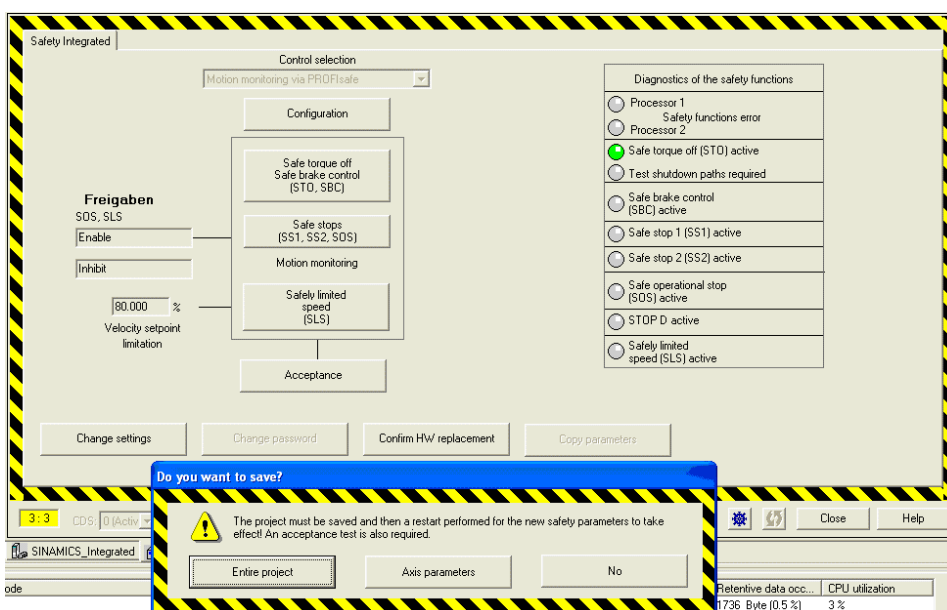 Safety Integrated
Control selection
Motion monitoring via PROFIsafe
Configuration
Safe torque off
Safe brake control
(STO, SBC)
Freigaben
SOS, SLS
Enable
Safe stops
(SS1, SS2, SOS)
Inhibit
Motion monitoring
80.000 %
Velocity setpoint
limitation
Safely limited
speed
(SLS)
Acceptance
Diagnostics of the safety functions
Processor 1
Safety functions error
Processor 2
Safe torque off (STO) active
Test shutdown paths required
Safe brake control
(SBC) active
Safe stop 1 (SS1) active
Safe stop 2 (SS2) active
Safe operational stop
(SOS) active
STOP D active
Safely limited
speed (SLS) active
Change settings
Change password
Confirm HW replacement
Copy parameters
Do you want to save?
3:3
CDS: 0 (Activ
The project must be saved and then a restart performed for the new safety parameters to take
effect! An acceptance test is also required.
Entire project
Axis parameters
No
Close
Help
SINAMICS_Integrated
ode
Retentive data occ...
CPU utilization
1736 Byte (0.5 %)
3 %